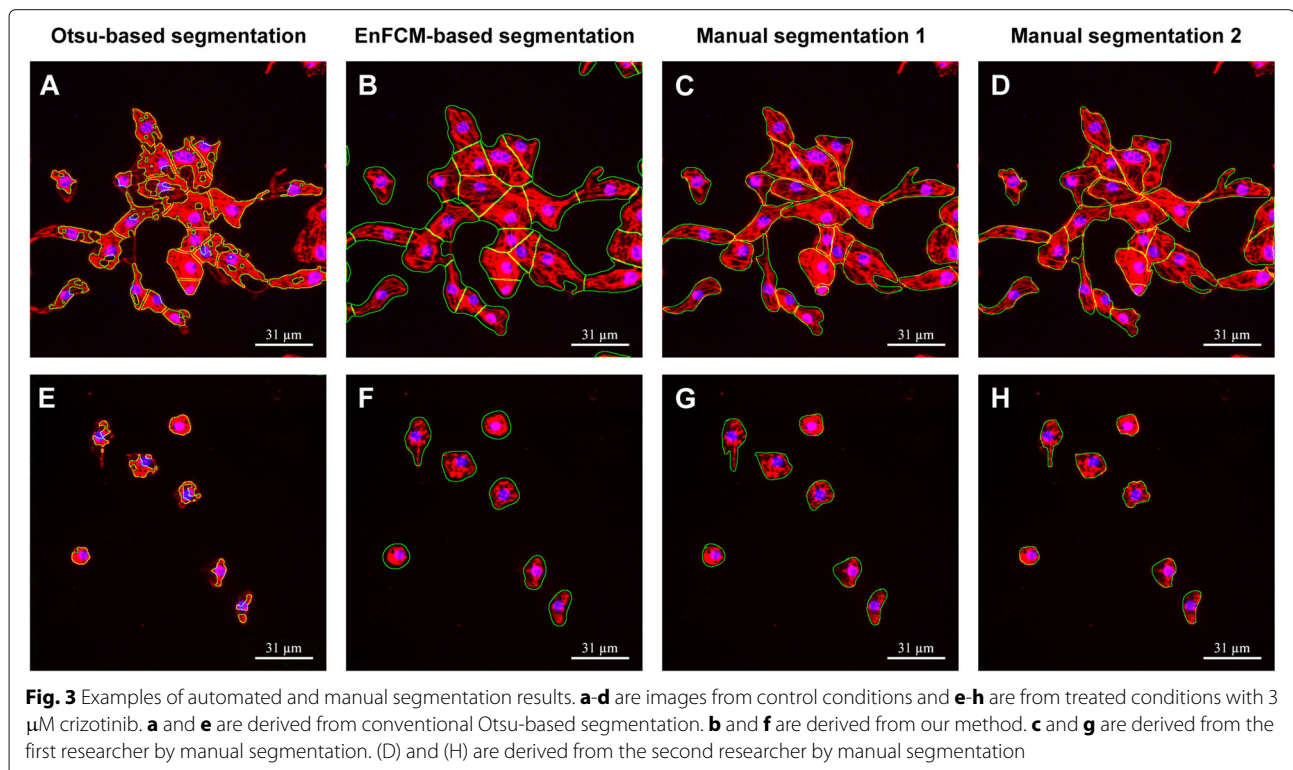 Otsu-based segmentation EnFCM-based segmentation Manual segmentation 1 Manual segmentation 2
A B C D
31 µm 31 µm 31 µm 31 µm
E F G H
31 µm 31 µm 31 µm 31 µm
Fig. 3 Examples of automated and manual segmentation results. a-d are images from control conditions and e-h are from treated conditions with 3
μM crizotinib. a and e are derived from conventional Otsu-based segmentation. b and f are derived from our method. c and g are derived from the
first researcher by manual segmentation. (D) and (H) are derived from the second researcher by manual segmentation